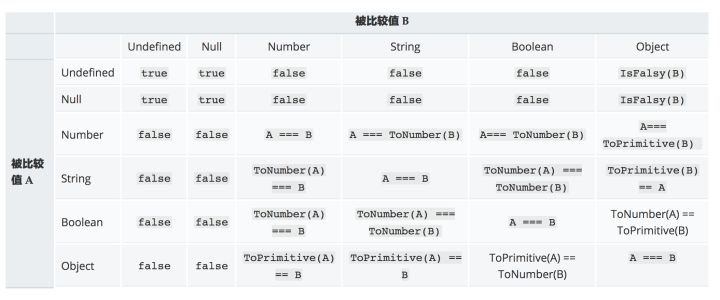 被比较值 B
Undefined Null Number String Boolean Object
被比较值 A
Undefined true true false false false IsFalsy(B)
Null true true false false false IsFalsy(B)
Number false false A === B A === ToNumber(B) A=== ToNumber(B) A=== ToPrimitive(B)
String false false ToNumber(A) === B A === B ToNumber(A) === ToNumber(B) ToPrimitive(B) == A
Boolean false false ToNumber(A) === B ToNumber(A) === ToNumber(B) A === B ToNumber(A) == ToPrimitive(B)
Object false false ToPrimitive(A) == B ToPrimitive(A) == B ToPrimitive(A) == ToNumber(B) A === B